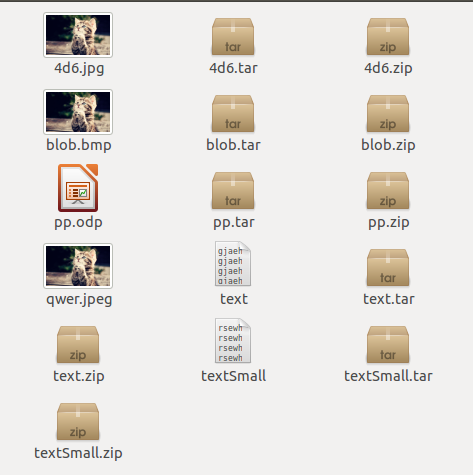 4d6.jpg
tar
4d6.tar
zip
4d6.zip
blob.bmp
tar
blob.tar
zip
blob.zip
pp.odp
tar
pp.tar
zip
pp.zip
qwer.jpeg
gjaeh
gjaeh
gjaeh
gjaeh
text
tar
text.tar
zip
text.zip
rsewh
rsewh
rsewh
rsewh
textSmall
tar
textSmall.tar
zip
textSmall.zip